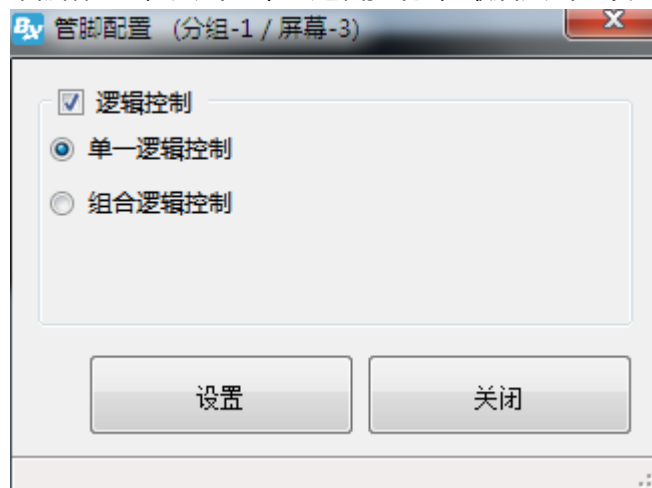 BX 管脚配置 (分组-1 / 屏幕-3)
X
逻辑控制
单一逻辑控制
组合逻辑控制
设置 关闭